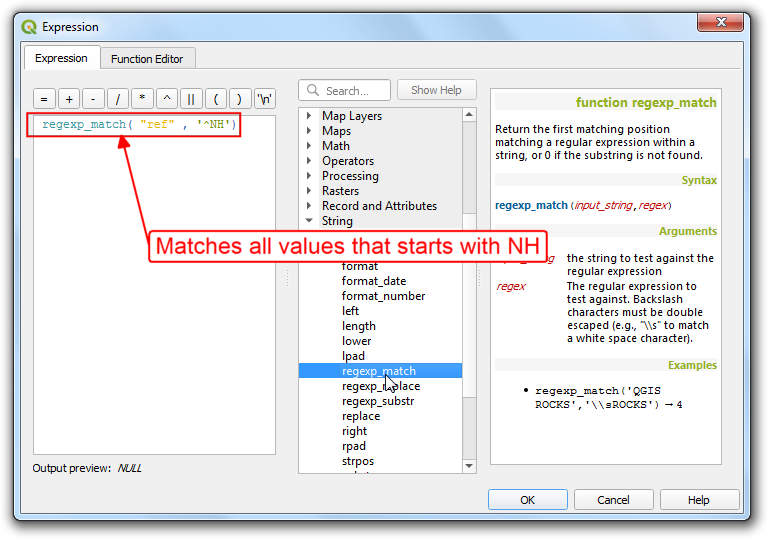 Expression
Expression
Function Editor
= + - / * ^ || ( ) '\n'
Search...
Show Help
regexp_match( "ref" , '^NH')
Matches all values that starts with NH
Map Layers
Maps
Math
Operators
Processing
Rasters
Record and Attributes
String
format
format_date
format_number
left
length
lower
lpad
regexp_match
regexp_replace
regexp_substr
replace
right
rpad
strpos
function regexp_match
Return the first matching position
matching a regular expression within a
string, or 0 if the substring is not found.
Syntax
regexp_match(input_string,regex)
Arguments
the string to test against the
regular expression
regex
The regular expression to
test against. Backslash
characters must be double
escaped (e.g., "\\s" to match
a white space character).
Examples
• regexp_match('QGIS
ROCKS','\\sROCKS') → 4
Output preview: NULL
OK
Cancel
Help